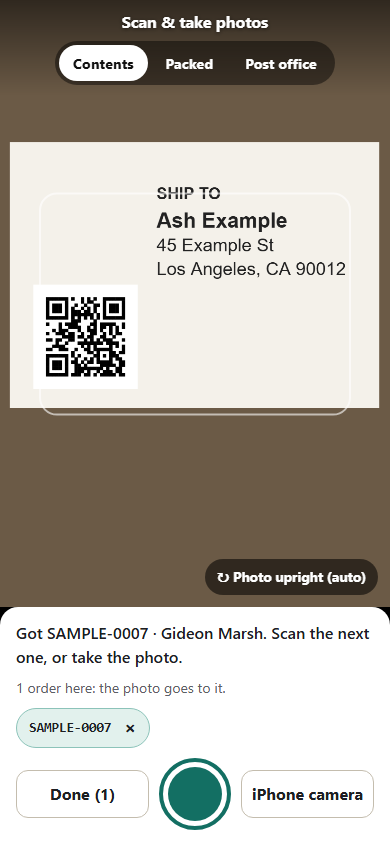 Scan & take photos
Contents Packed Post office
SHIP TO
Ash Example
45 Example St
Los Angeles, CA 90012
↻ Photo upright (auto)
Got SAMPLE-0007 · Gideon Marsh. Scan the next
one, or take the photo.
1 order here: the photo goes to it.
SAMPLE-0007 ×
Done (1) iPhone camera